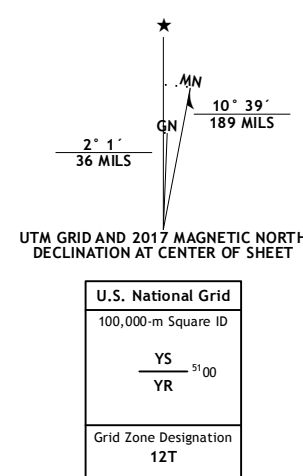 ★
MN
GN
10° 39´
189 MILS
2° 1´
36 MILS
UTM GRID AND 2017 MAGNETIC NORTH
DECLINATION AT CENTER OF SHEET
U.S. National Grid
100,000-m Square ID
YS
5100
YR
Grid Zone Designation
12T